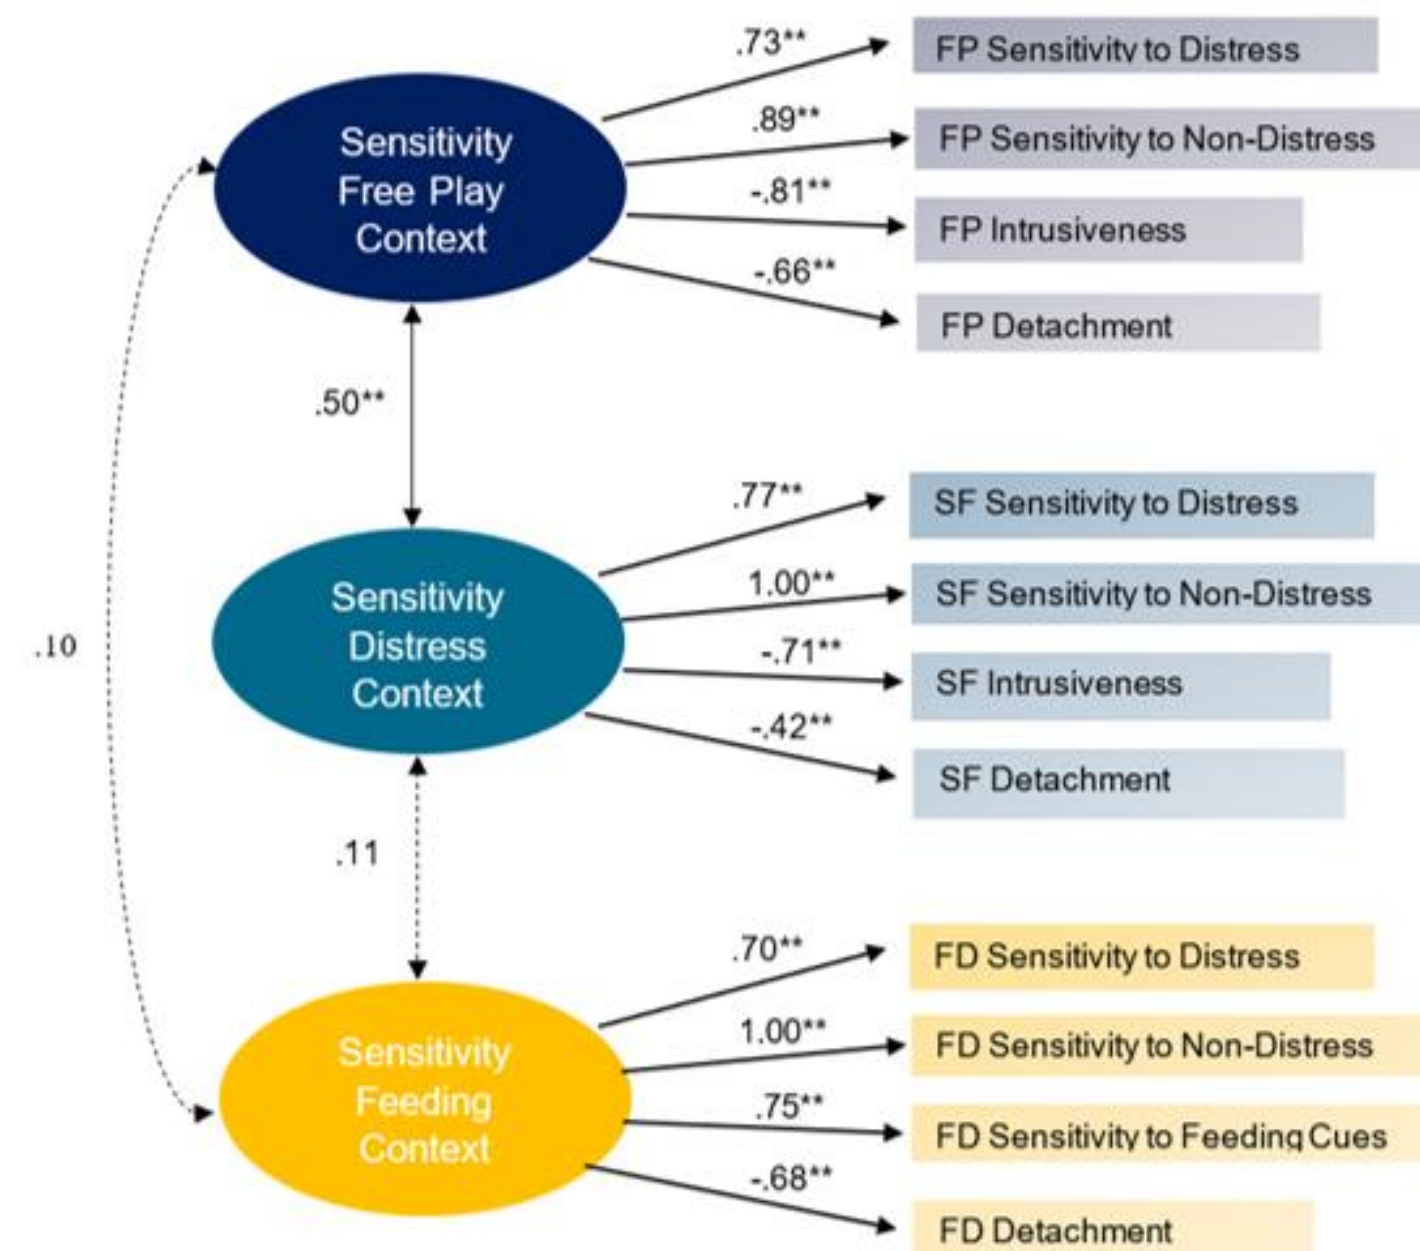 .73**
FP Sensitivity to Distress
.89**
FP Sensitivity to Non-Distress
Sensitivity
Free Play
Context
-.81**
FP Intrusiveness
-.66**
FP Detachment
.50**
.77**
SF Sensitivity to Distress
1.00**
SF Sensitivity to Non-Distress
Sensitivity
Distress
Context
-.71**
SF Intrusiveness
-.42**
SF Detachment
.10
.11
.70**
FD Sensitivity to Distress
1.00**
FD Sensitivity to Non-Distress
Sensitivity
Feeding
Context
.75**
FD Sensitivity to Feeding Cues
-.68**
FD Detachment